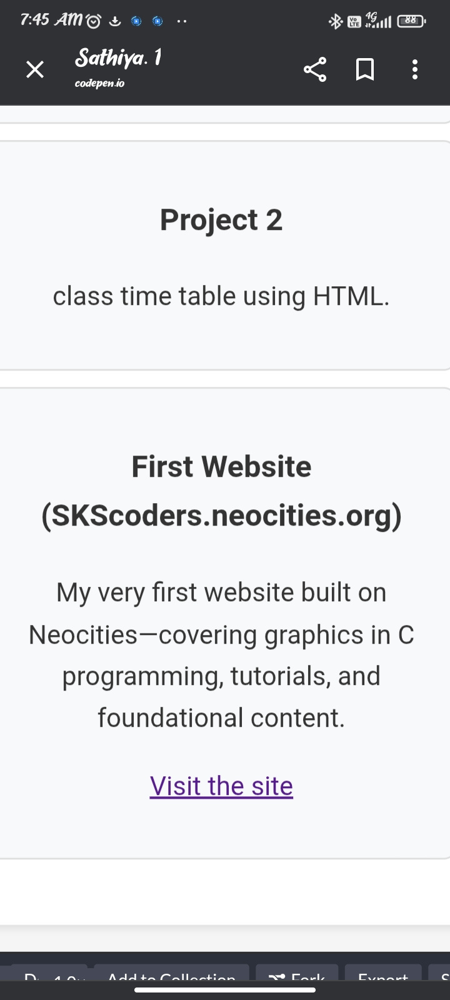 7:45 AM
4G
Vo
LTE
88
Sathiya. 1
codepen.io
Project 2
class time table using HTML.
First Website
(SKScoders.neocities.org)
My very first website built on
Neocities—covering graphics in C
programming, tutorials, and
foundational content.
Visit the site
Add to Collection Fork Export